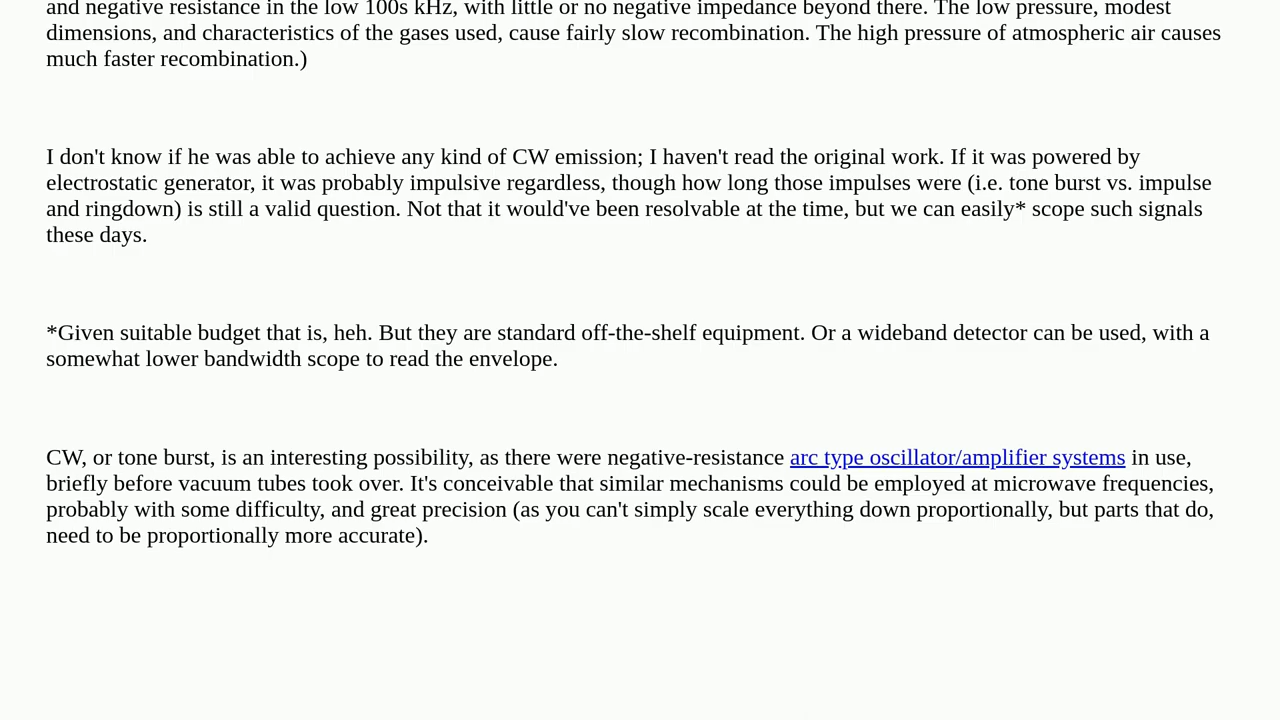 and negative resistance in the low 100s kHz, with little or no negative impedance beyond there. The low pressure, modest
dimensions, and characteristics of the gases used, cause fairly slow recombination. The high pressure of atmospheric air causes
much faster recombination.)
I don't know if he was able to achieve any kind of CW emission; I haven't read the original work. If it was powered by
electrostatic generator, it was probably impulsive regardless, though how long those impulses were (i.e. tone burst vs. impulse
and ringdown) is still a valid question. Not that it would've been resolvable at the time, but we can easily* scope such signals
these days.
*Given suitable budget that is, heh. But they are standard off-the-shelf equipment. Or a wideband detector can be used, with a
somewhat lower bandwidth scope to read the envelope.
CW, or tone burst, is an interesting possibility, as there were negative-resistance arc type oscillator/amplifier systems in use,
briefly before vacuum tubes took over. It's conceivable that similar mechanisms could be employed at microwave frequencies,
probably with some difficulty, and great precision (as you can't simply scale everything down proportionally, but parts that do,
need to be proportionally more accurate).